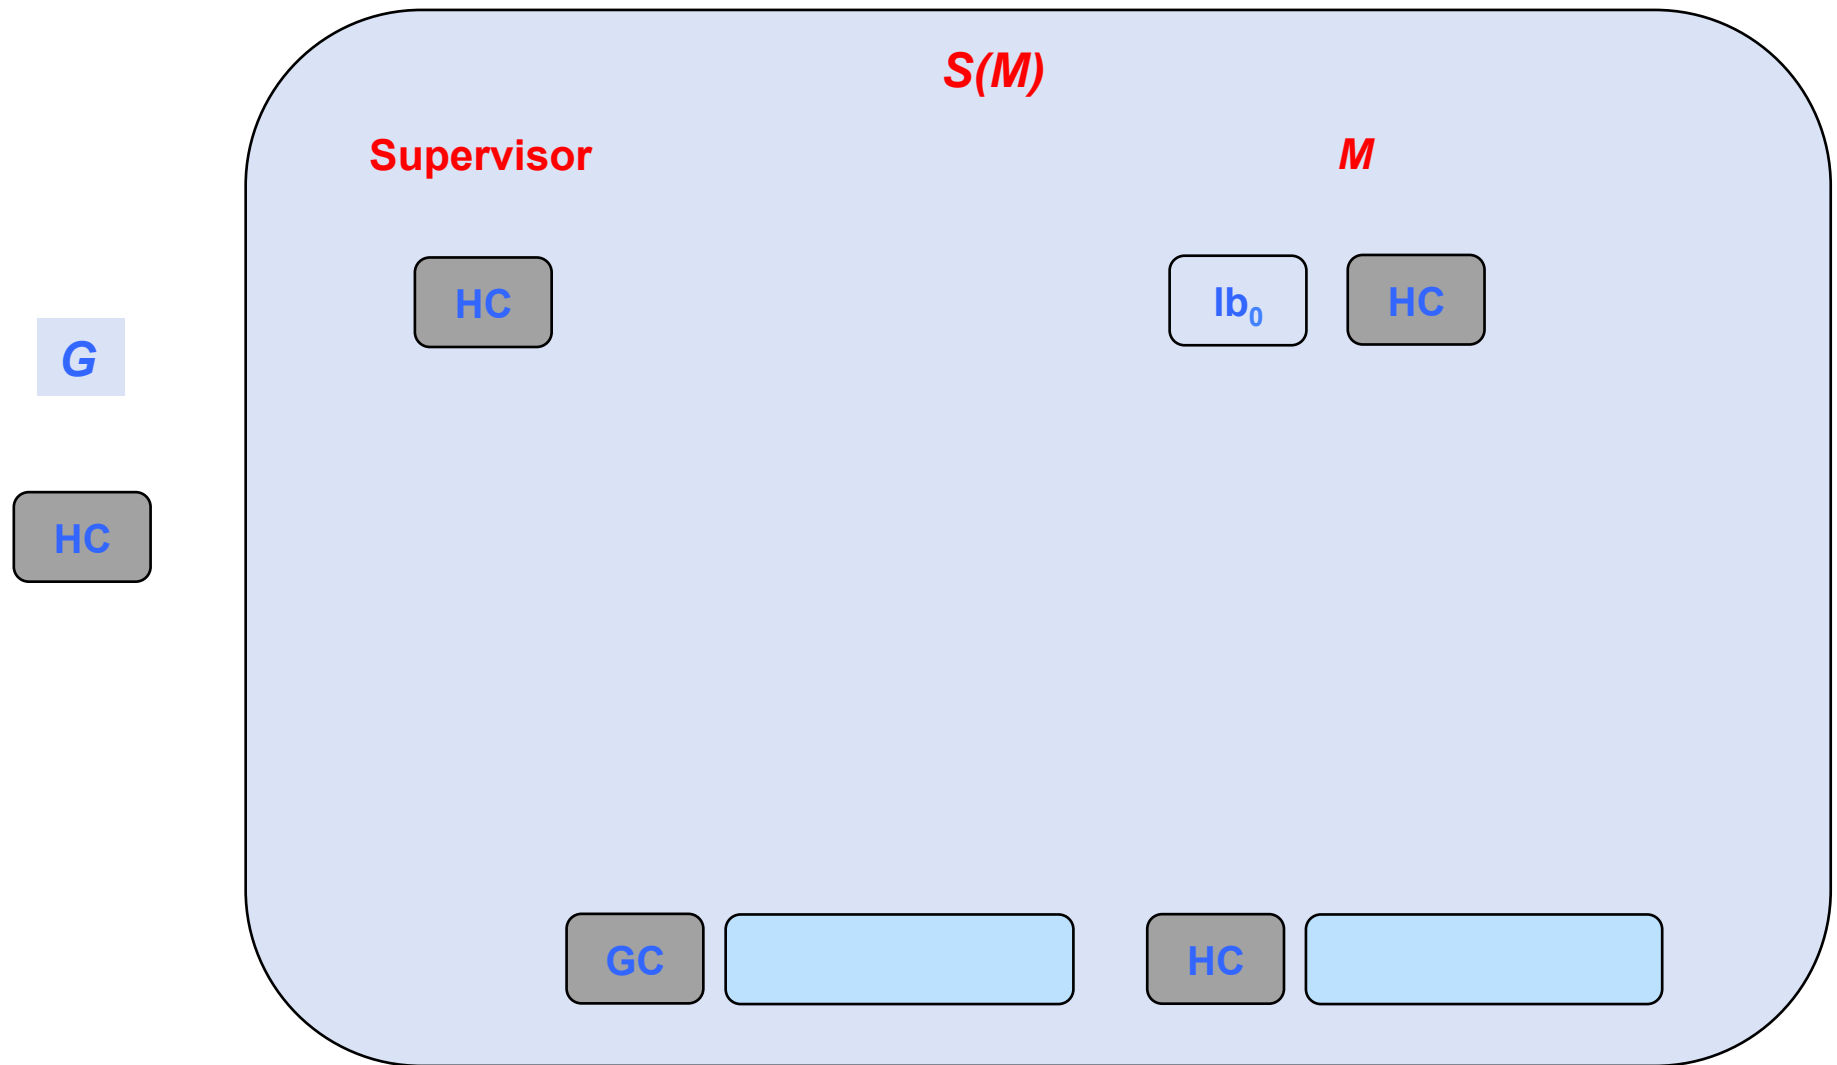 S(M)
Supervisor
M
HC
lb₀
HC
G
HC
GC
HC